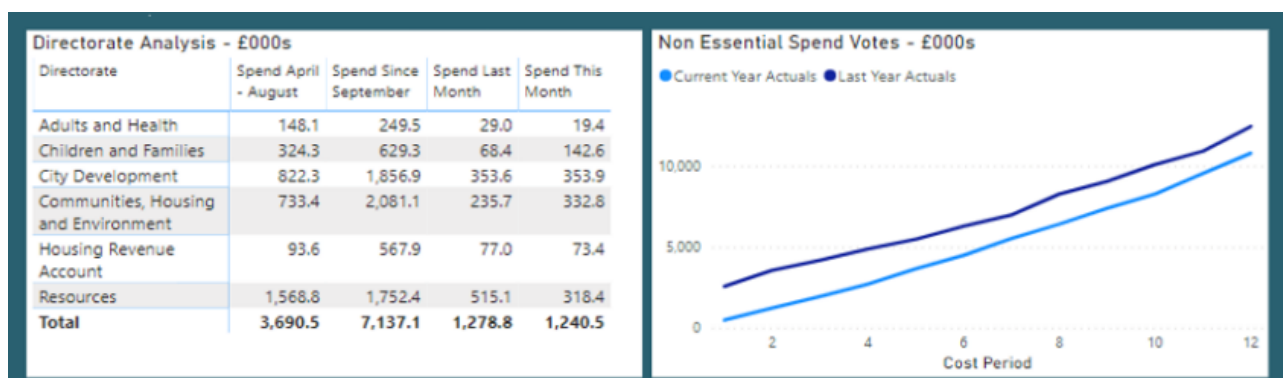 Directorate Analysis - £000s
Directorate Spend April - August Spend Since September Spend Last Month Spend This Month
Adults and Health 148.1 249.5 29.0 19.4
Children and Families 324.3 629.3 68.4 142.6
City Development 822.3 1,856.9 353.6 353.9
Communities, Housing and Environment 733.4 2,081.1 235.7 332.8
Housing Revenue Account 93.6 567.9 77.0 73.4
Resources 1,568.8 1,752.4 515.1 318.4
Total 3,690.5 7,137.1 1,278.8 1,240.5
Non Essential Spend Votes - £000s
Current Year Actuals Last Year Actuals
10,000
5,000
0
2 4 6 8 10 12
Cost Period